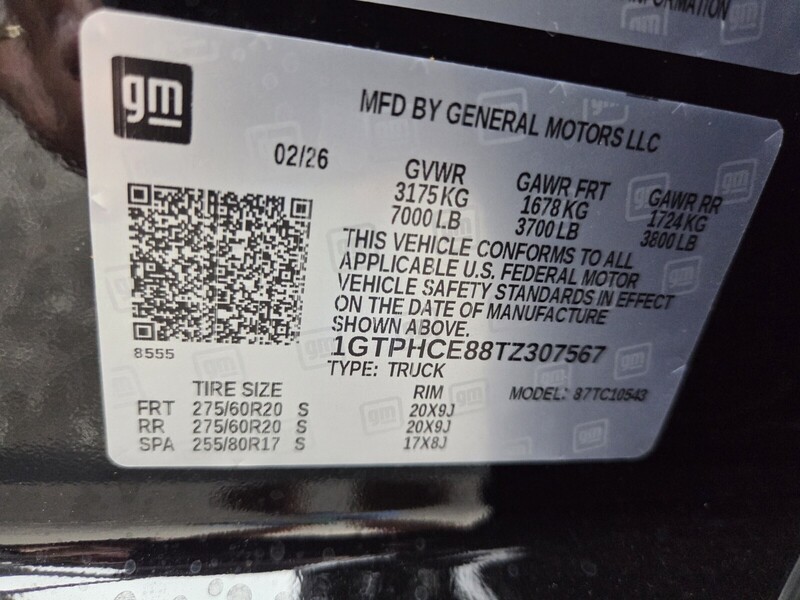 INFORMATION
gm
MFD BY GENERAL MOTORS LLC
02/26
GVWR GAWR FRT GAWR RR
3175 KG 1678 KG 1724 KG
7000 LB 3700 LB 3800 LB
THIS VEHICLE CONFORMS TO ALL
APPLICABLE U.S. FEDERAL MOTOR
VEHICLE SAFETY STANDARDS IN EFFECT
ON THE DATE OF MANUFACTURE
SHOWN ABOVE.
8555
1GTPHCE88TZ307567
TYPE: TRUCK
TIRE SIZE RIM MODEL: 87TC10543
FRT 275/60R20 S 20X9J
RR 275/60R20 S 20X9J
SPA 255/80R17 S 17X8J